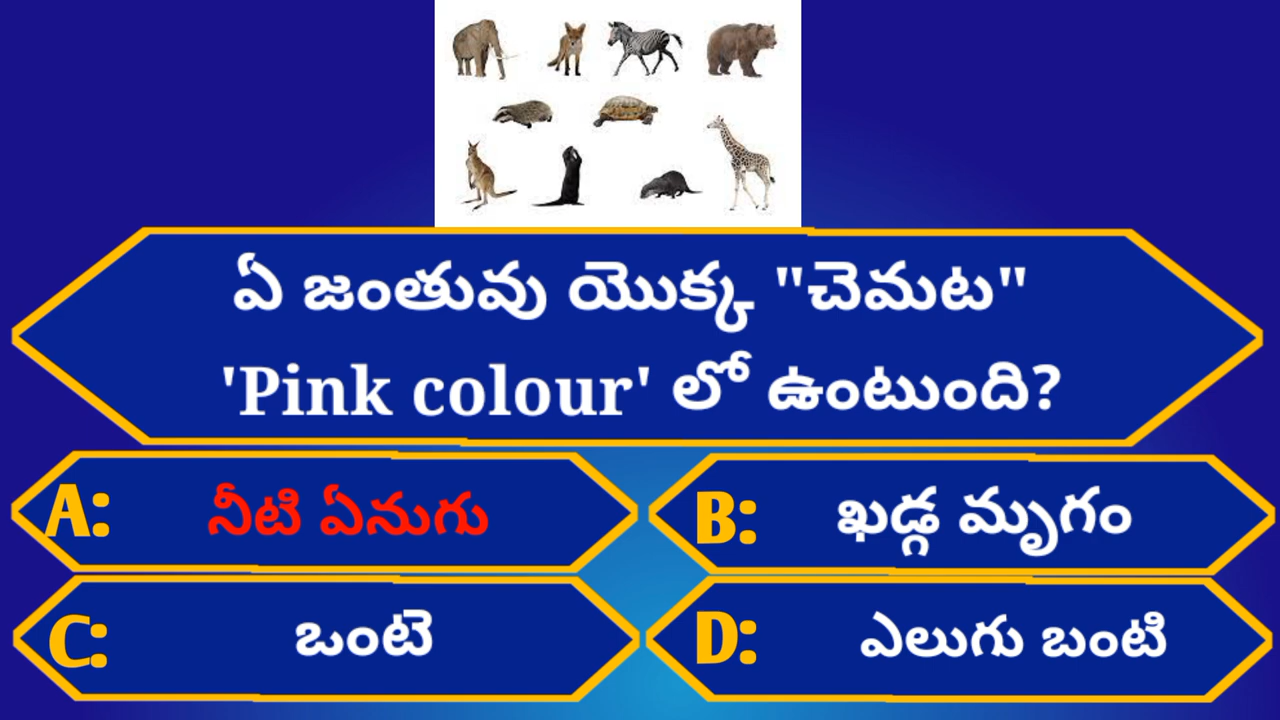 ఏ జంతువు యొక్క "చెమట"
'Pink colour' లో ఉంటుంది?
A: నీటి ఏనుగు
B: ఖడ్గ మృగం
C: ఒంటె
D: ఎలుగు బంటి